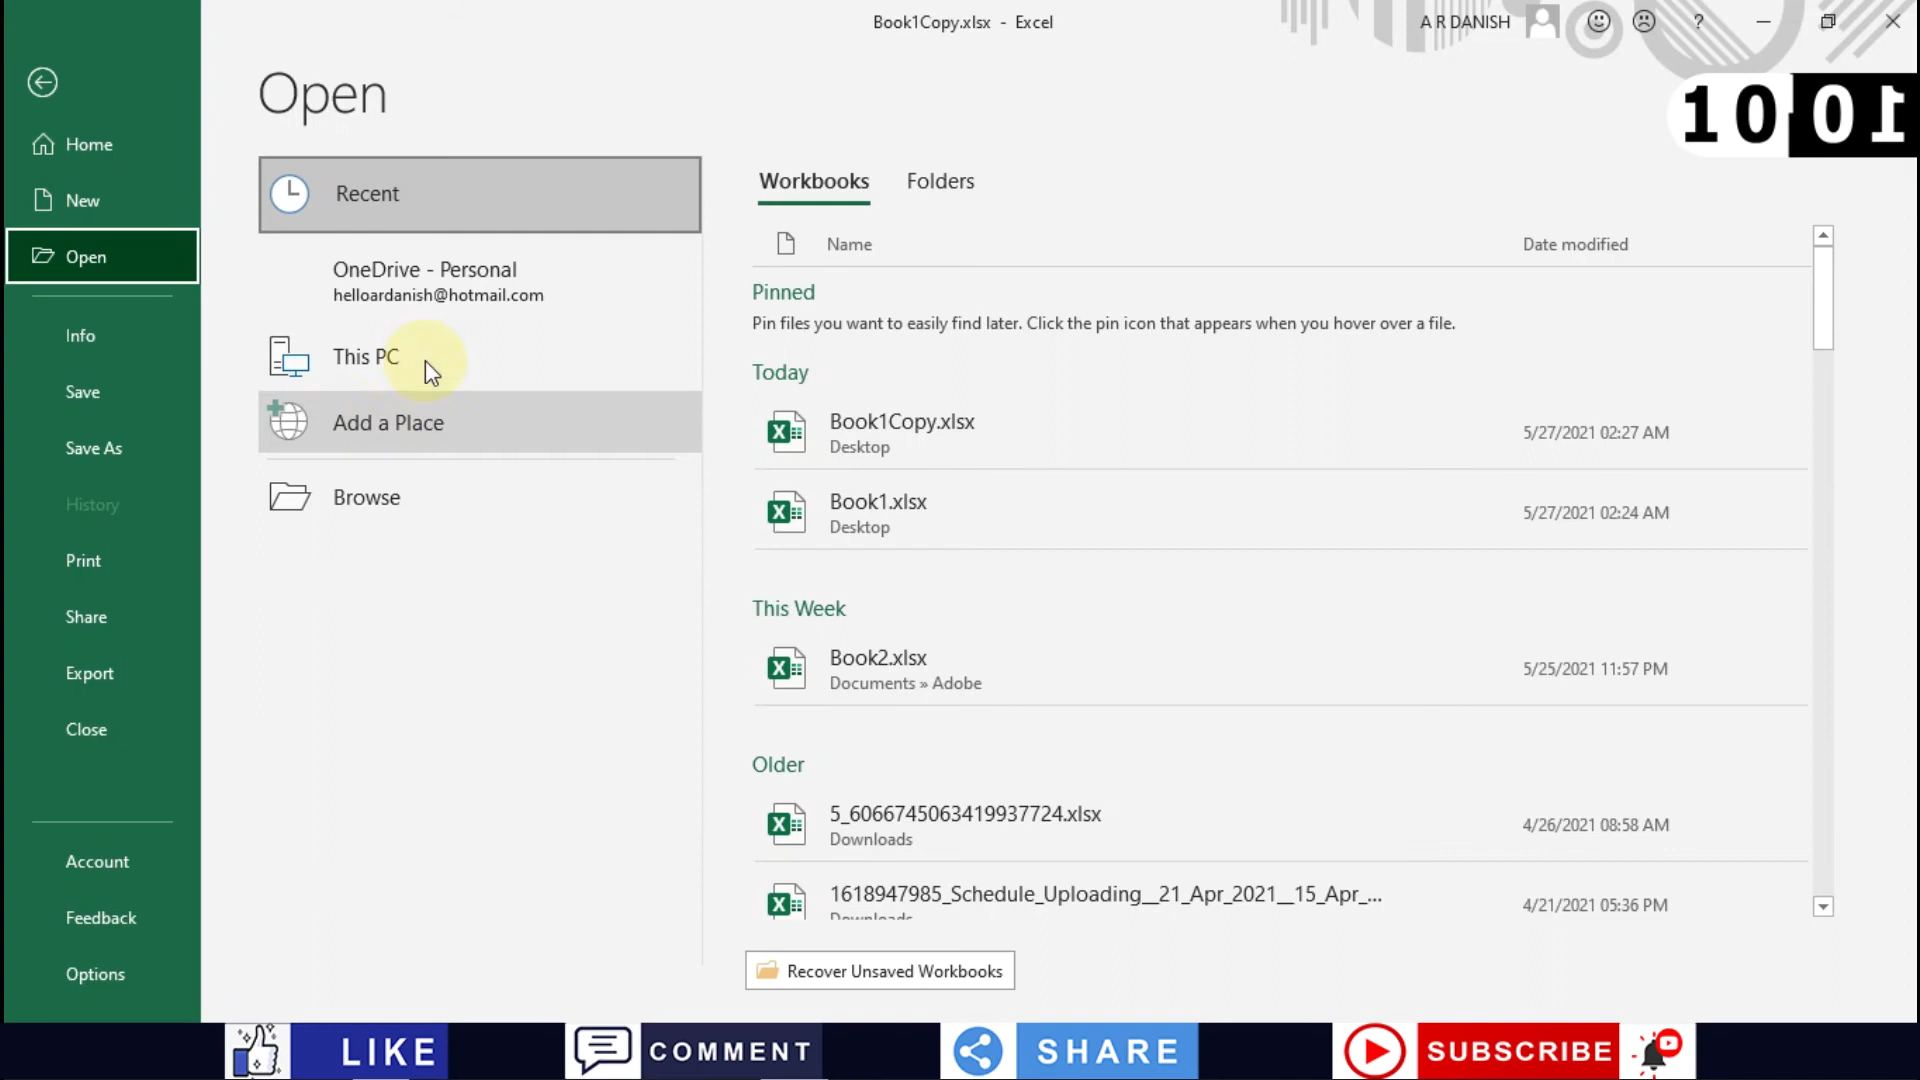 Book1Copy.xlsx - Excel
A R DANISH
?
Open
10 01
Home
New
Open
Info
Save
Save As
History
Print
Share
Export
Close
Account
Feedback
Options
Recent
OneDrive - Personal
helloardanish@hotmail.com
This PC
Add a Place
Browse
Workbooks Folders
Name Date modified
Pinned
Pin files you want to easily find later. Click the pin icon that appears when you hover over a file.
Today
Book1Copy.xlsx
Desktop
5/27/2021 02:27 AM
Book1.xlsx
Desktop
5/27/2021 02:24 AM
This Week
Book2.xlsx
Documents » Adobe
5/25/2021 11:57 PM
Older
5_6066745063419937724.xlsx
Downloads
4/26/2021 08:58 AM
1618947985_Schedule_Uploading__21_Apr_2021__15_Apr_...
Downloads
4/21/2021 05:36 PM
Recover Unsaved Workbooks
LIKE
COMMENT
SHARE
SUBSCRIBE